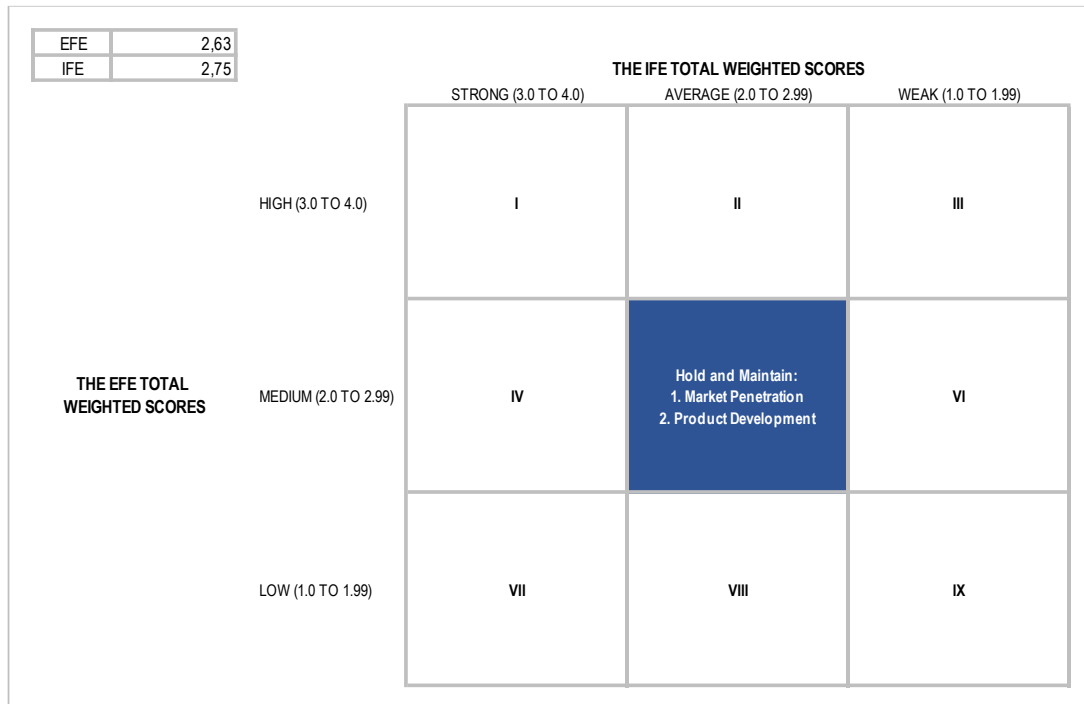 EFE 2,63
IFE 2,75
THE IFE TOTAL WEIGHTED SCORES
STRONG (3.0 TO 4.0) AVERAGE (2.0 TO 2.99) WEAK (1.0 TO 1.99)
HIGH (3.0 TO 4.0) I II III
THE EFE TOTAL
WEIGHTED SCORES
MEDIUM (2.0 TO 2.99) IV
Hold and Maintain:
1. Market Penetration
2. Product Development
VI
LOW (1.0 TO 1.99) VII VIII IX